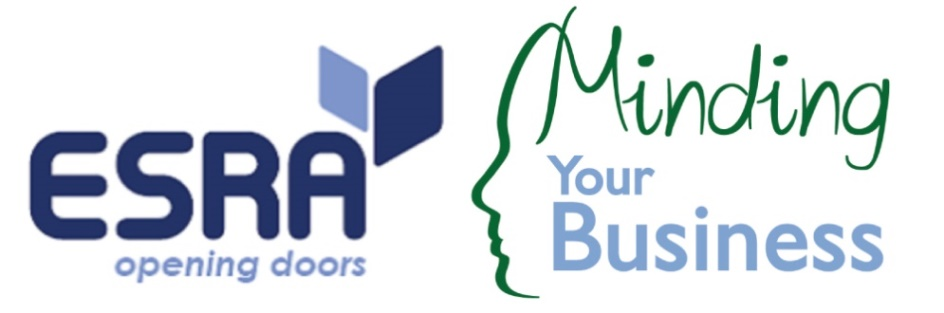 ESRA
opening doors
Minding
Your
Business